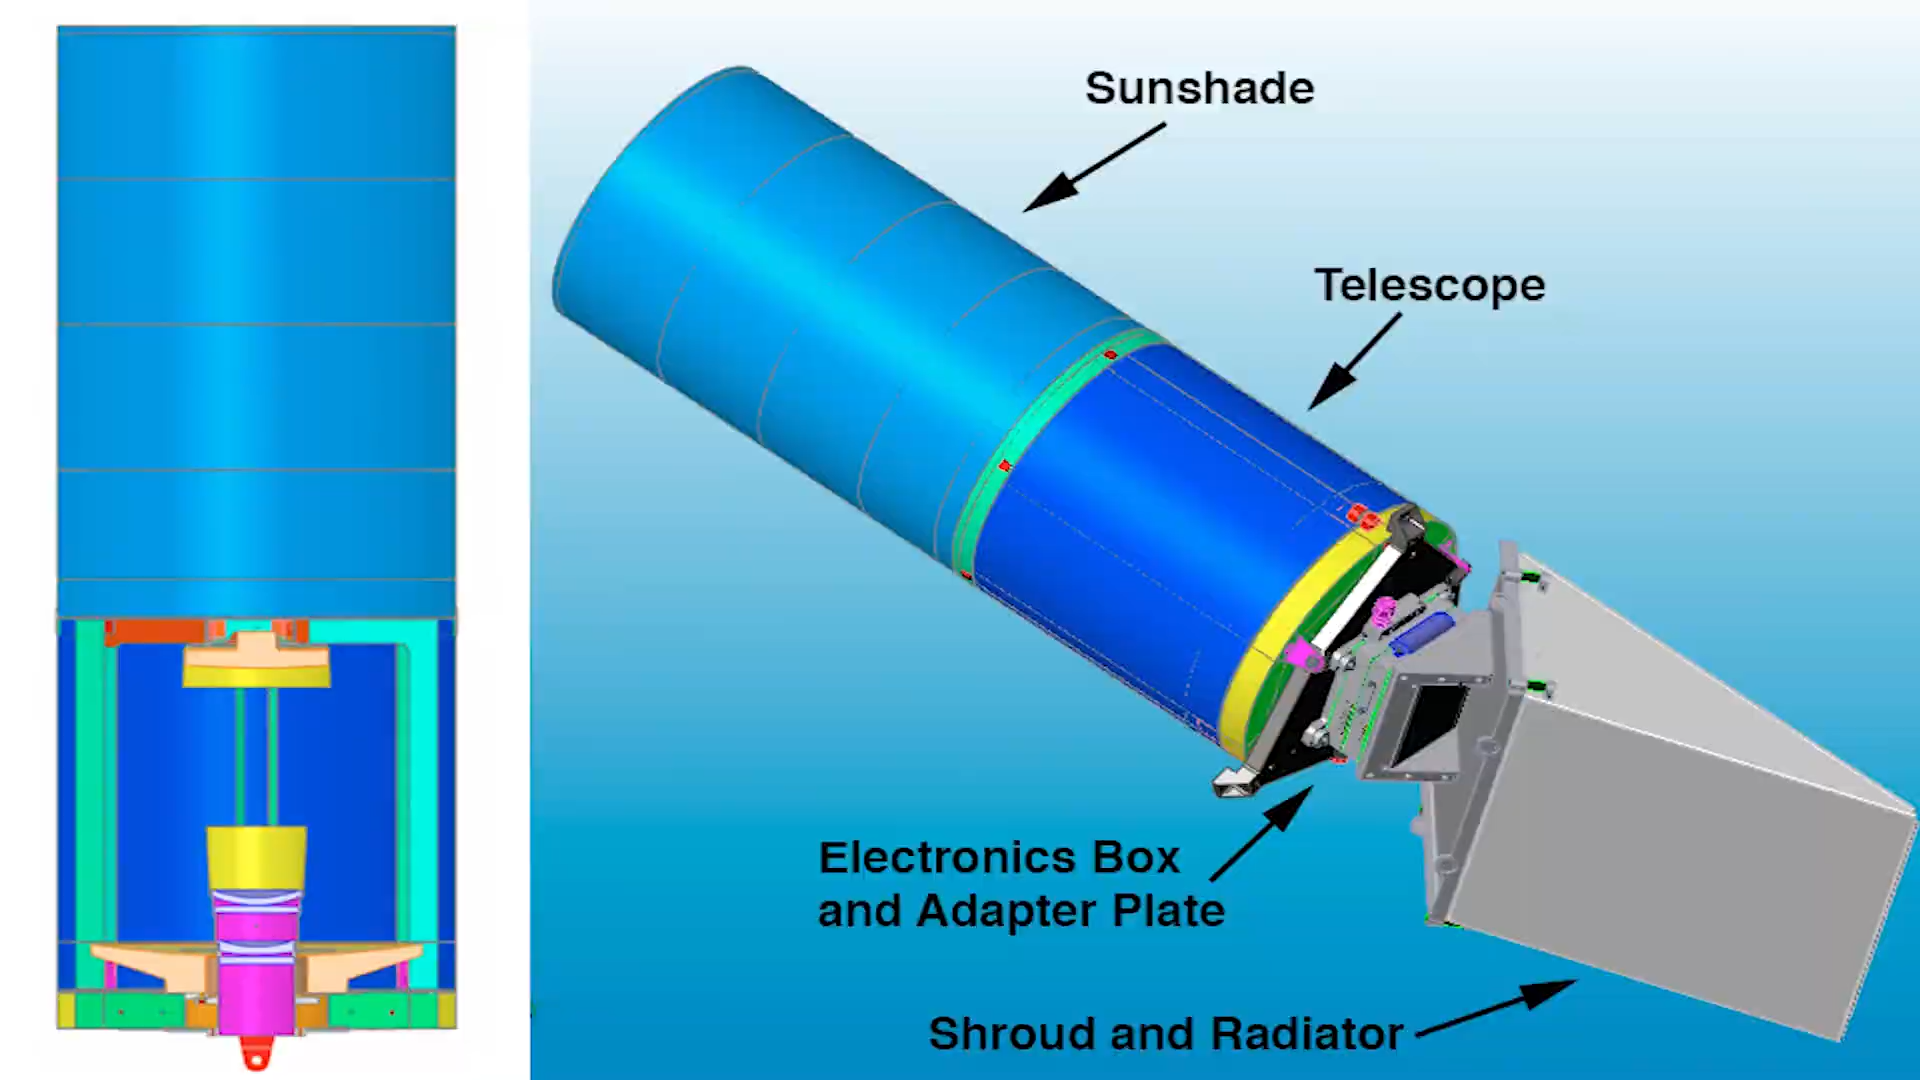 Sunshade
Telescope
Electronics Box
and Adapter Plate
Shroud and Radiator